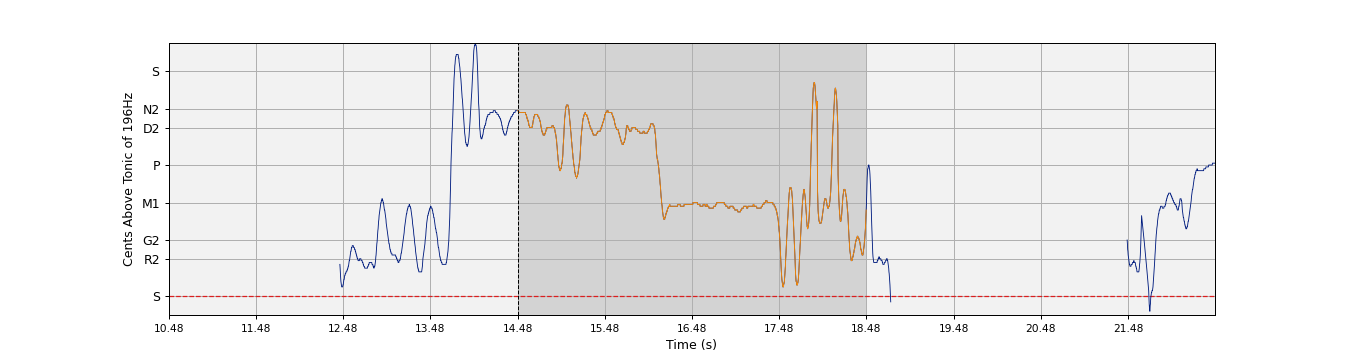 Cents Above Tonic of 196Hz
S
N2
D2
P
M1
G2
R2
S
10.48 11.48 12.48 13.48 14.48 15.48 16.48 17.48 18.48 19.48 20.48 21.48
Time (s)